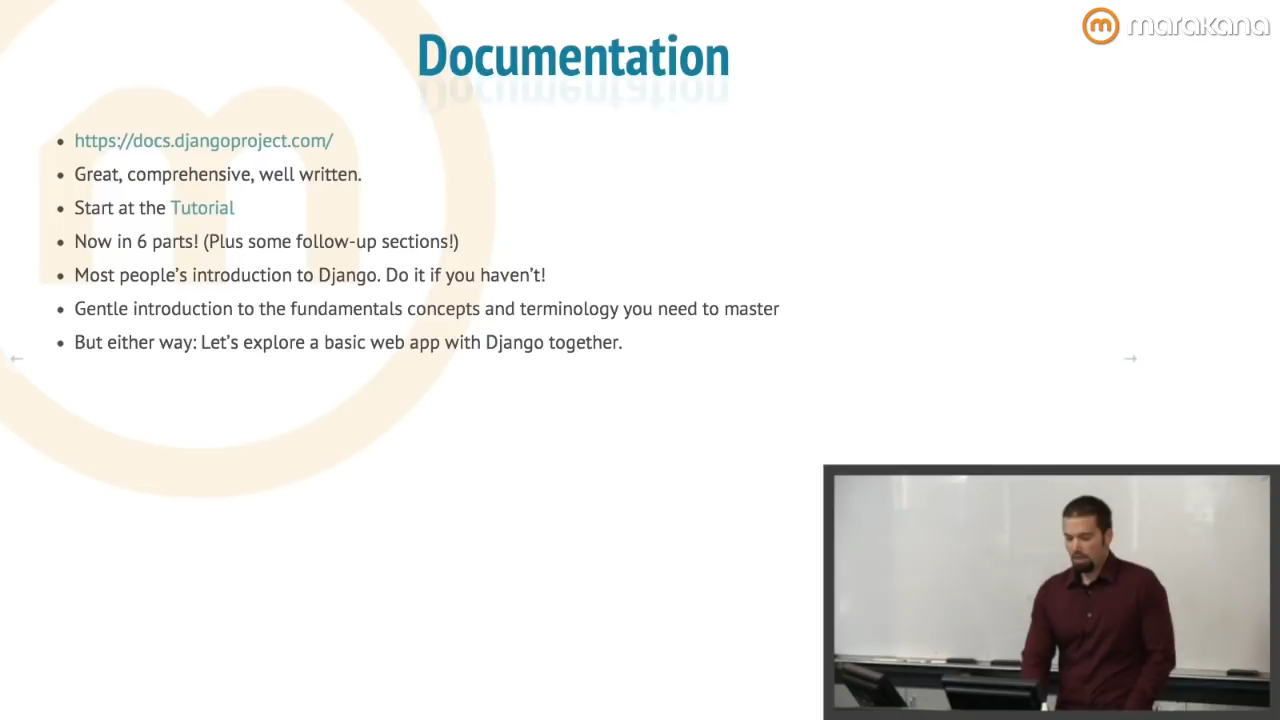 marakana
Documentation
https://docs.djangoproject.com/
Great, comprehensive, well written.
Start at the Tutorial
Now in 6 parts! (Plus some follow-up sections!)
Most people's introduction to Django. Do it if you haven't!
Gentle introduction to the fundamentals concepts and terminology you need to master
But either way: Let's explore a basic web app with Django together.